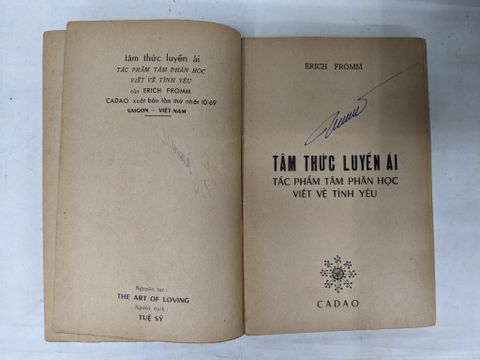 tâm thức luyến ái
TÁC PHẨM TÂM PHÂN HỌC
VIẾT VỀ TÌNH YÊU
của ERICH FROMM
CADAO xuất bản lần thứ nhất 10/69
SAIGON – VIỆT-NAM
Nguyên tác :
THE ART OF LOVING
Người dịch :
TUỆ SỸ
ERICH FROMM
TÂM THỨC LUYẾN ÁI
TÁC PHẨM TÂM PHÂN HỌC
VIẾT VỀ TÌNH YÊU
CADAO